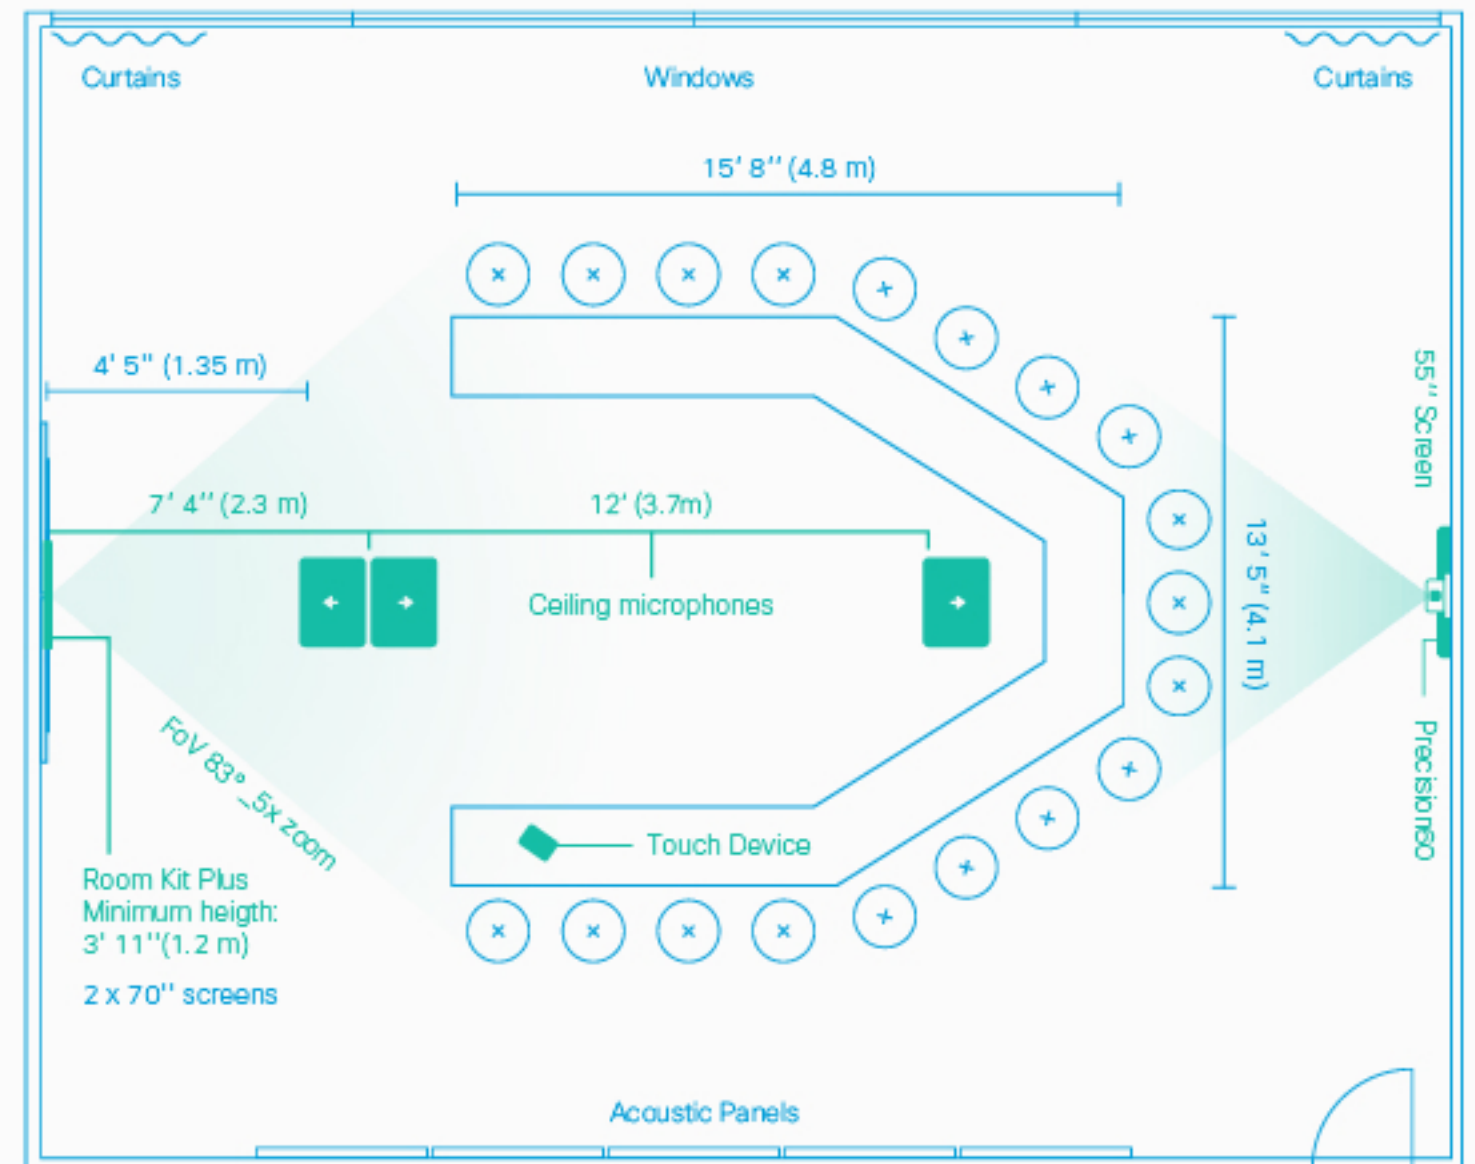 Curtains
Windows
Curtains
15' 8'' (4.8 m)
4' 5" (1.35 m)
55'' Screen
7' 4'' (2.3 m)
12' (3.7m)
13' 5" (4.1 m)
Ceiling microphones
FoV 83° _5x zoom
Precision60
Touch Device
Room Kit Plus
Minimum heigth:
3' 11''(1.2 m)
2 x 70'' screens
Acoustic Panels